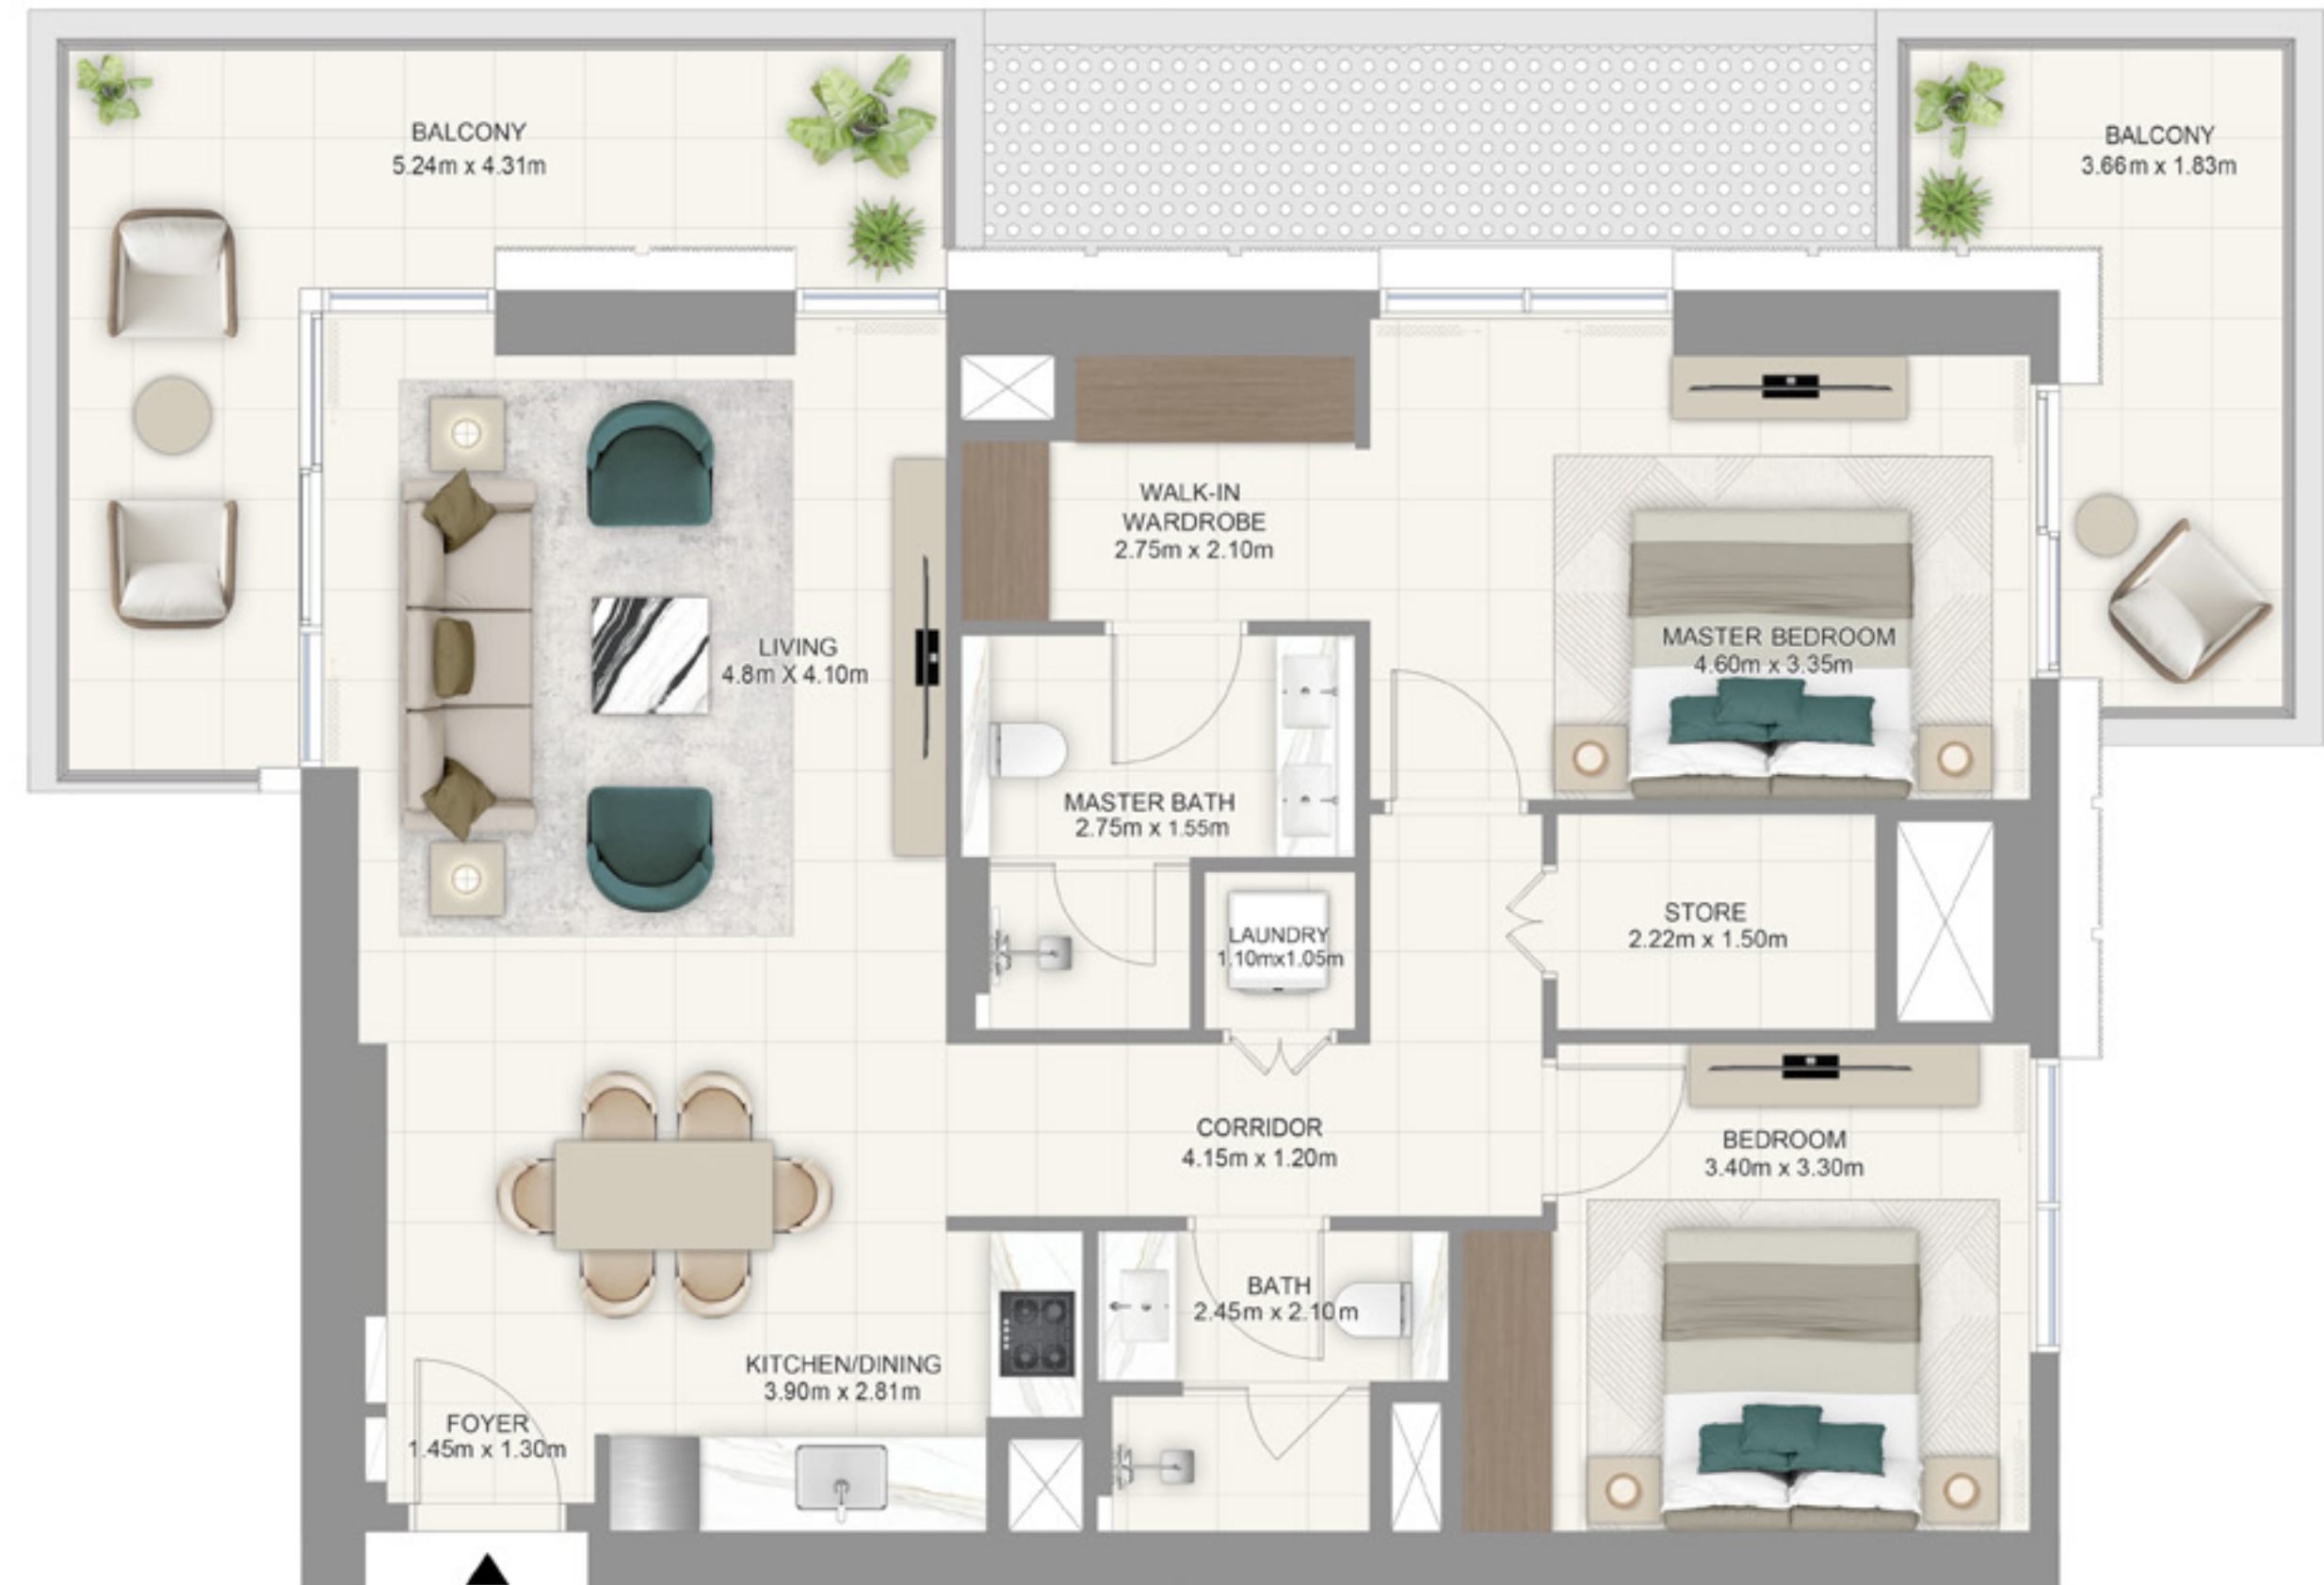 BALCONY
5.24m x 4.31m
BALCONY
3.66m x 1.83m
WALK-IN
WARDROBE
2.75m x 2.10m
LIVING
4.8m X 4.10m
MASTER BEDROOM
4.60m x 3.35m
MASTER BATH
2.75m x 1.55m
LAUNDRY
1.10mx1.05m
STORE
2.22m x 1.50m
CORRIDOR
4.15m x 1.20m
BEDROOM
3.40m x 3.30m
BATH
2.45m x 2.10m
KITCHEN/DINING
3.90m x 2.81m
FOYER
1.45m x 1.30m